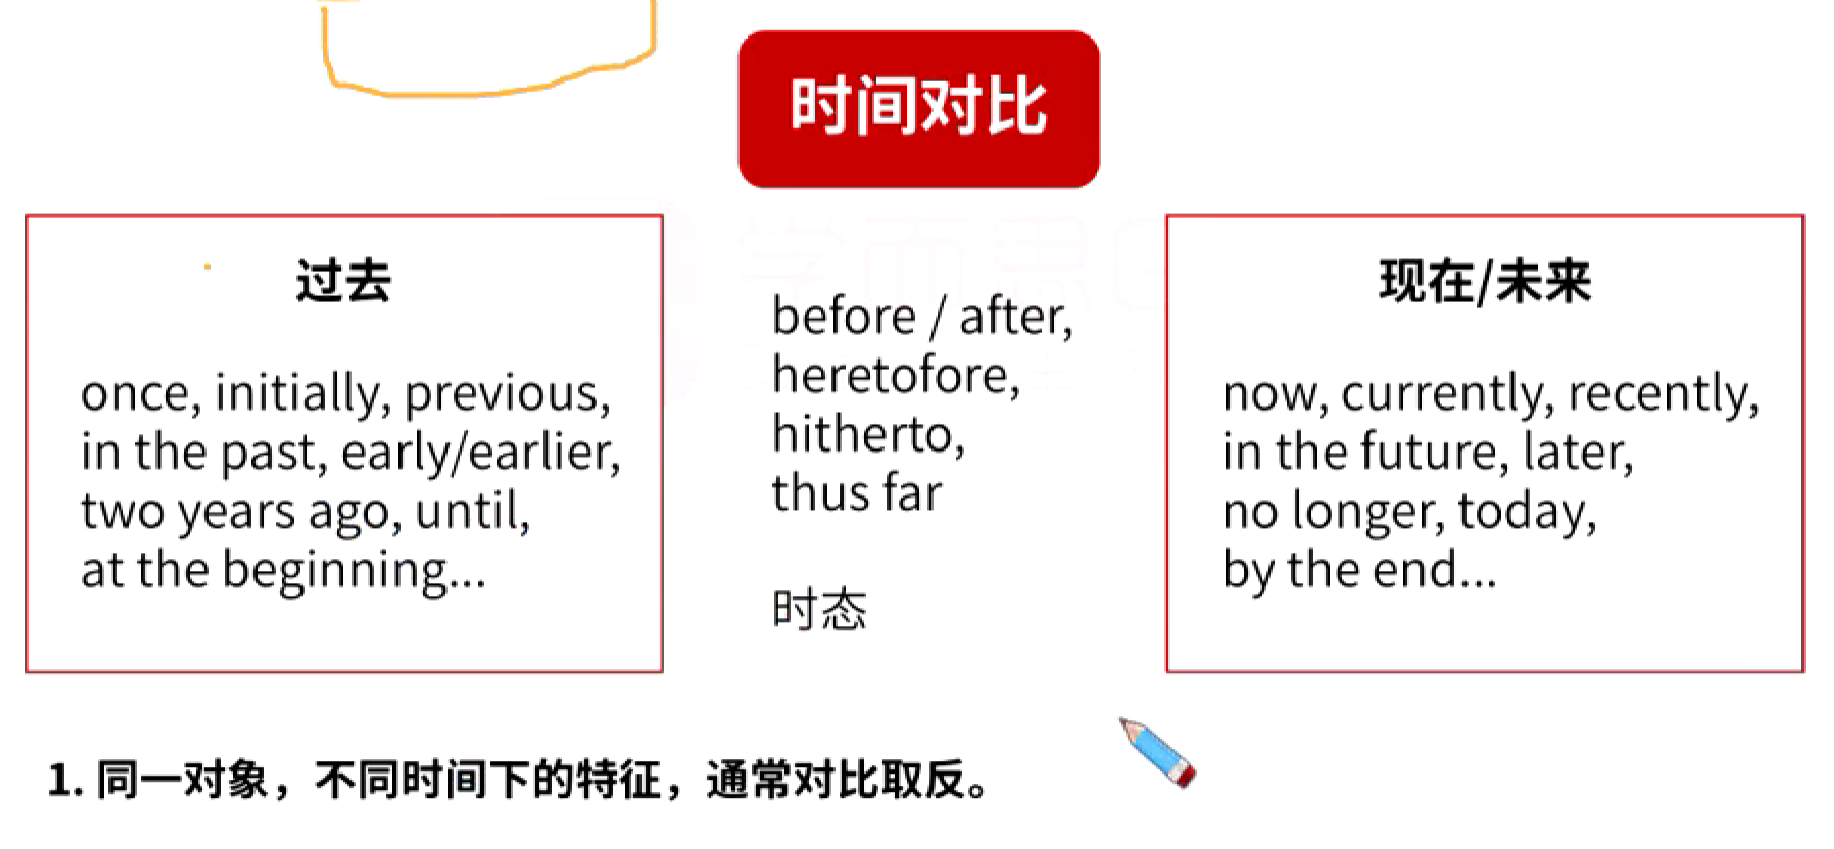 时间对比
过去
once, initially, previous,
in the past, early/earlier,
two years ago, until,
at the beginning...
before / after,
heretofore,
hitherto,
thus far
时态
现在/未来
now, currently, recently,
in the future, later,
no longer, today,
by the end...
1. 同一对象，不同时间下的特征，通常对比取反。